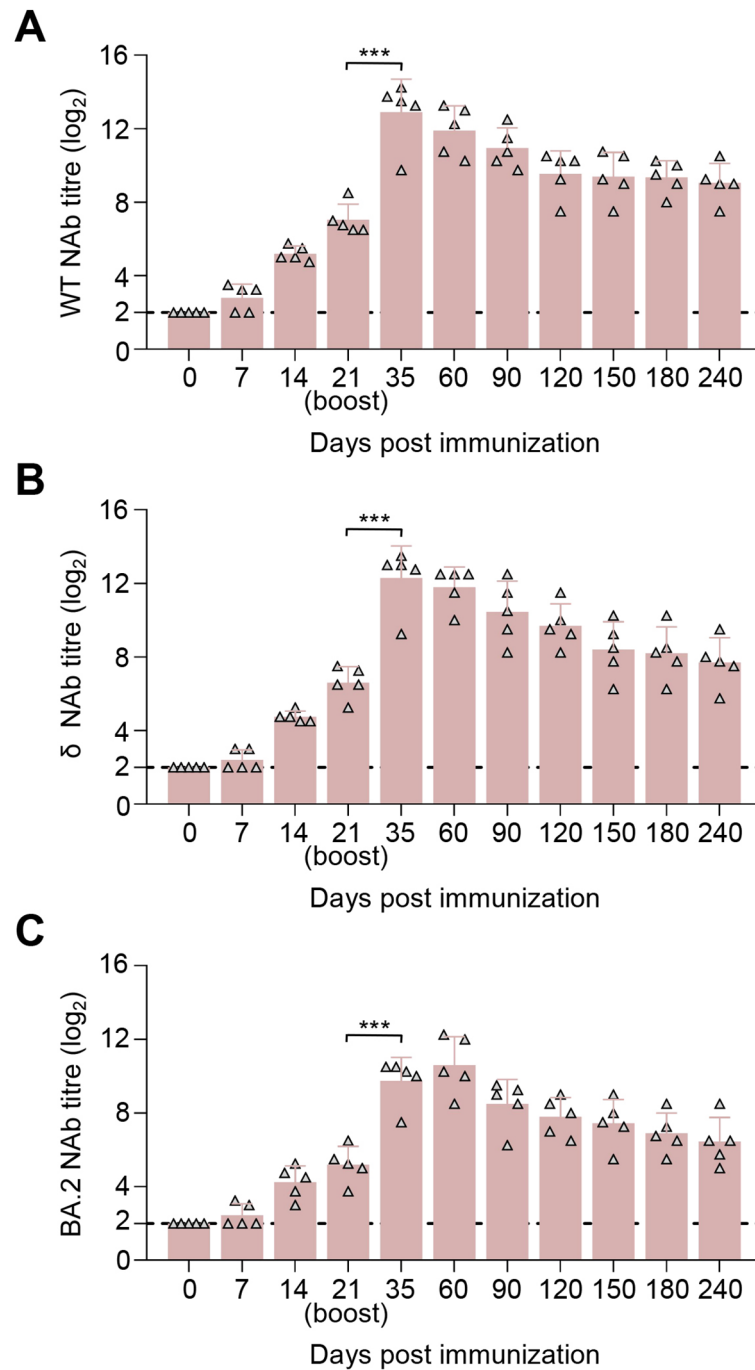 A
WT NAb titre (log2)
16
12
8
4
2
0
***
0 7 14 21 35 60 90 120 150 180 240
(boost)
Days post immunization
B
δ NAb titre (log2)
16
12
8
4
2
0
***
0 7 14 21 35 60 90 120 150 180 240
(boost)
Days post immunization
C
BA.2 NAb titre (log2)
16
12
8
4
2
0
***
0 7 14 21 35 60 90 120 150 180 240
(boost)
Days post immunization